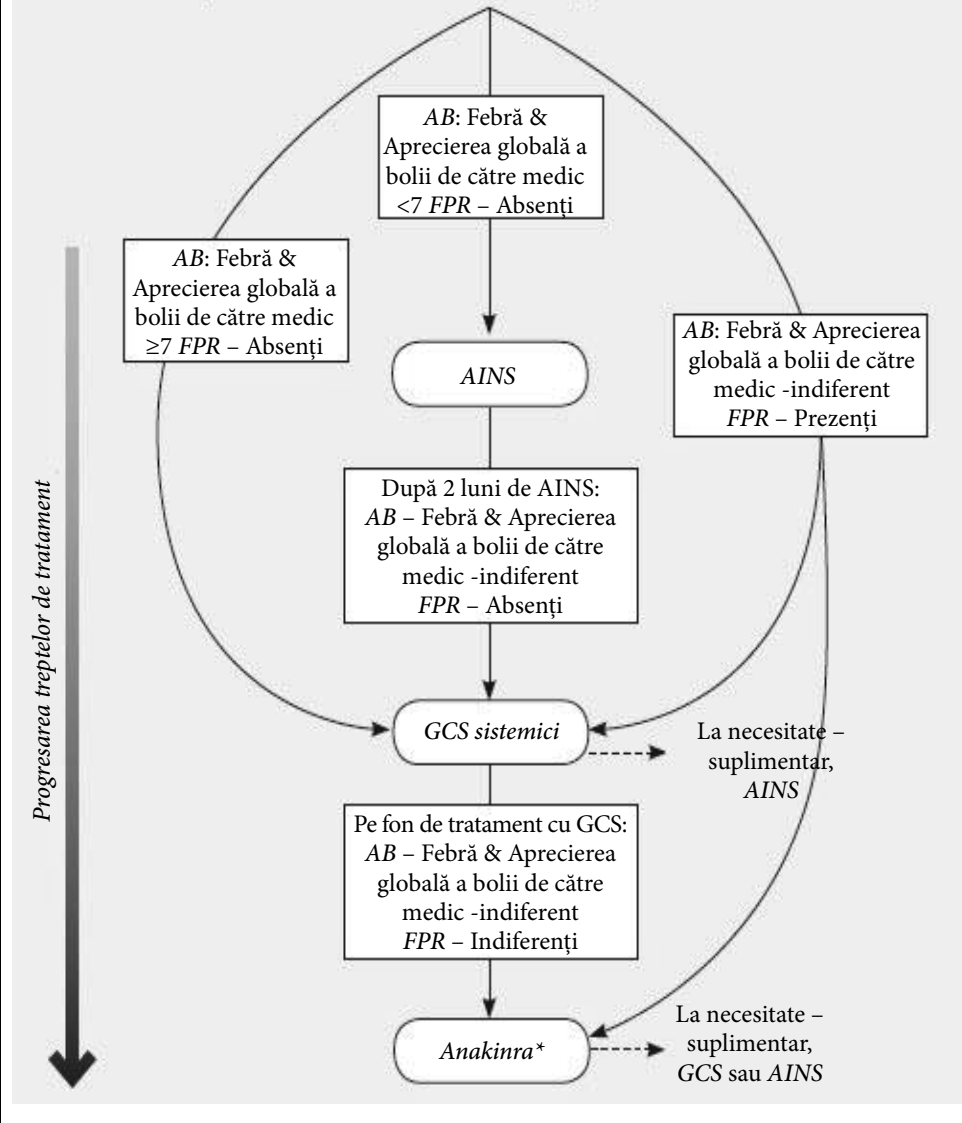 AB: Febră &
Aprecierea globală a
bolii de către medic
<7 FPR – Absenți
AB: Febră &
Aprecierea globală a
bolii de către medic
≥7 FPR – Absenți
AB: Febră & Aprecierea
globală a bolii de către
medic -indiferent
FPR – Prezenți
AINS
După 2 luni de AINS:
AB – Febră & Aprecierea
globală a bolii de către
medic -indiferent
FPR – Absenți
Progresarea treptelor de tratament
GCS sistemici
La necesitate –
suplimentar,
AINS
Pe fon de tratament cu GCS:
AB – Febră & Aprecierea
globală a bolii de către
medic -indiferent
FPR – Indiferenți
Anakinra*
La necesitate –
suplimentar,
GCS sau AINS